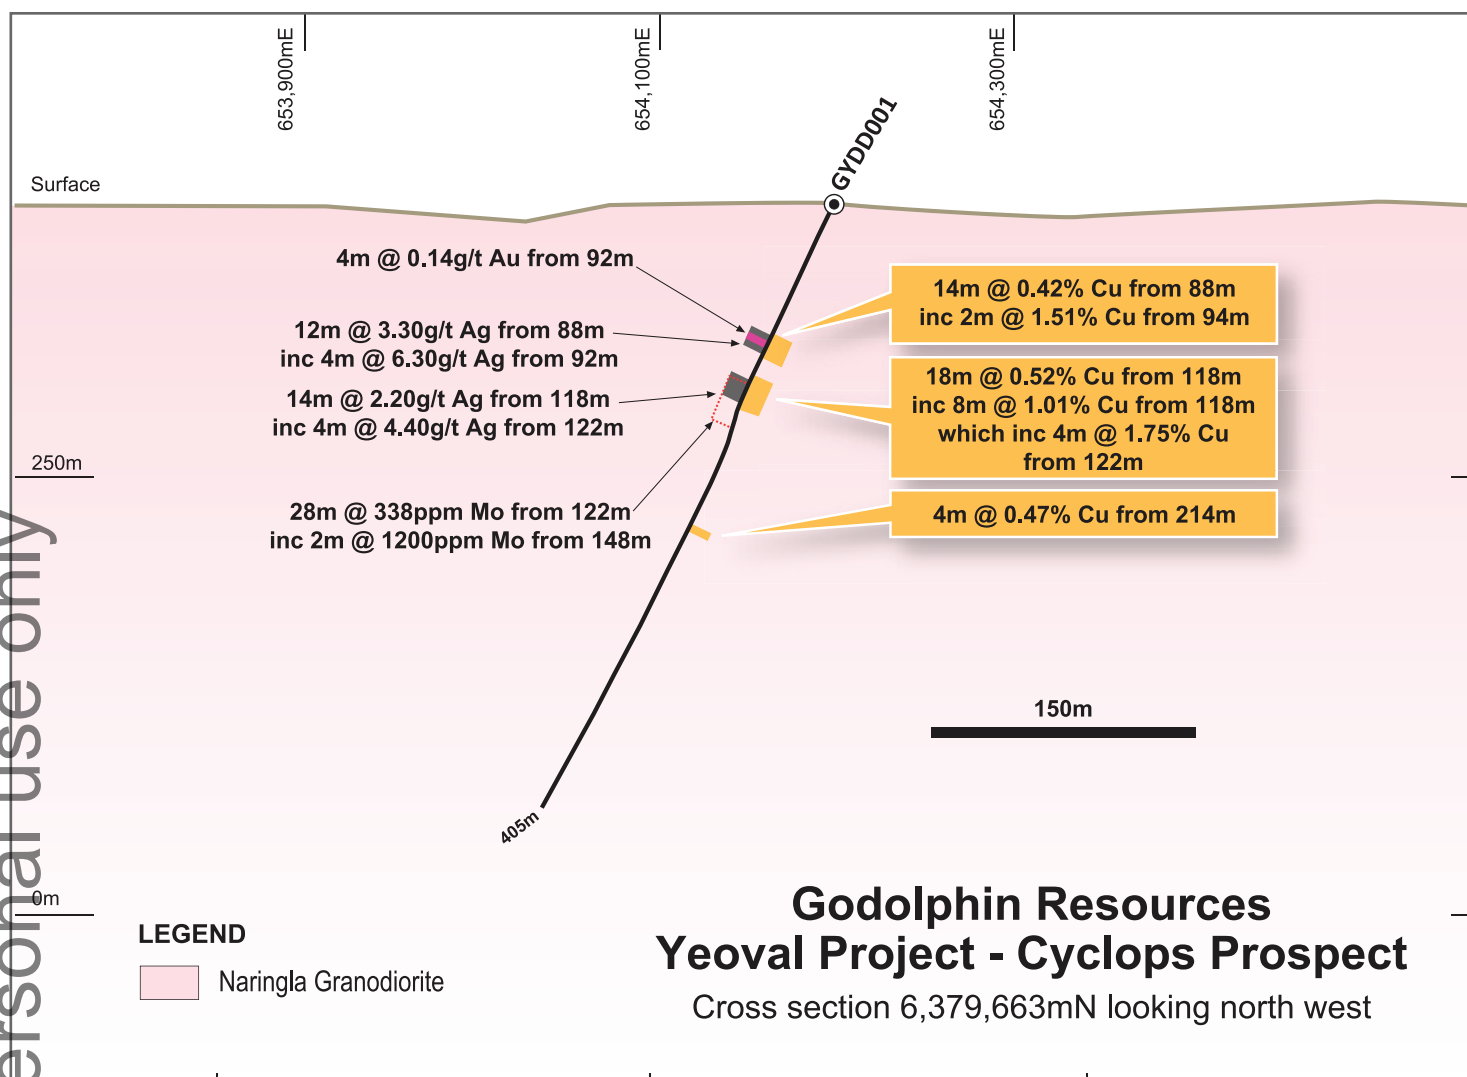 653,900mE
654,100mE
654,300mE
GYDD001
Surface
4m @ 0.14g/t Au from 92m
12m @ 3.30g/t Ag from 88m
inc 4m @ 6.30g/t Ag from 92m
14m @ 2.20g/t Ag from 118m
inc 4m @ 4.40g/t Ag from 122m
28m @ 338ppm Mo from 122m
inc 2m @ 1200ppm Mo from 148m
14m @ 0.42% Cu from 88m
inc 2m @ 1.51% Cu from 94m
18m @ 0.52% Cu from 118m
inc 8m @ 1.01% Cu from 118m
which inc 4m @ 1.75% Cu
from 122m
4m @ 0.47% Cu from 214m
250m
150m
405m
0m
LEGEND
Naringla Granodiorite
Godolphin Resources
Yeoval Project - Cyclops Prospect
Cross section 6,379,663mN looking north west
ersonal use only